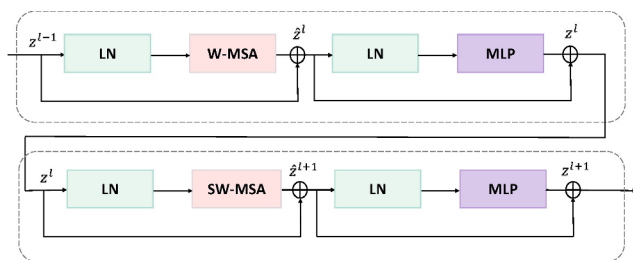 z^{l-1} LN W-MSA ẑ^l LN MLP z^l
z^l LN SW-MSA ẑ^{l+1} LN MLP z^{l+1}